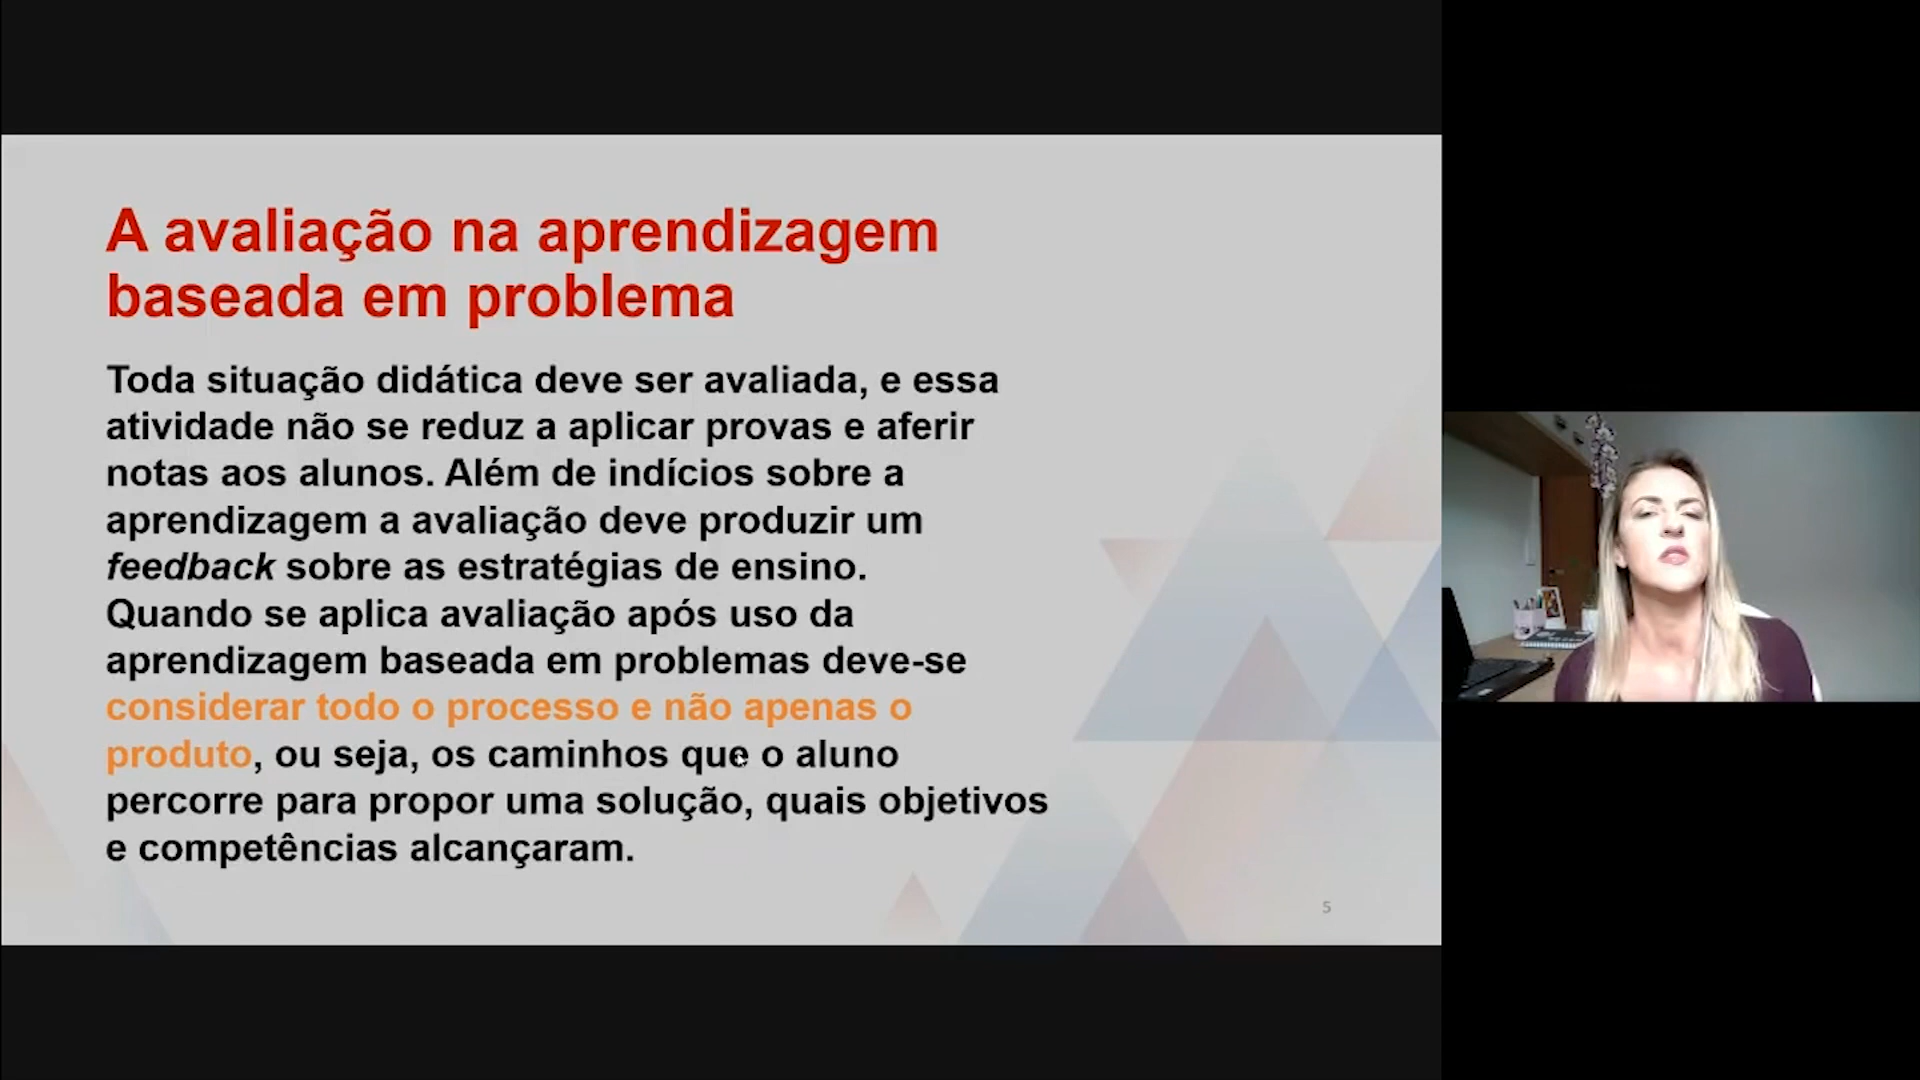 A avaliação na aprendizagem
baseada em problema
Toda situação didática deve ser avaliada, e essa
atividade não se reduz a aplicar provas e aferir
notas aos alunos. Além de indícios sobre a
aprendizagem a avaliação deve produzir um
feedback sobre as estratégias de ensino.
Quando se aplica avaliação após uso da
aprendizagem baseada em problemas deve-se
considerar todo o processo e não apenas o
produto, ou seja, os caminhos que o aluno
percorre para propor uma solução, quais objetivos
e competências alcançaram.
5